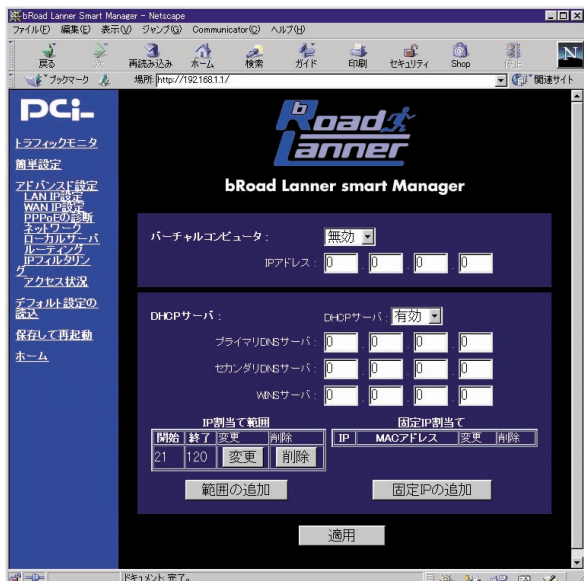 bRoad Lanner Smart Manager - Netscape
ファイル(F) 編集(E) 表示(V) ジャンプ(G) Communicator(C) ヘルプ(H)
戻る 再読み込み ホーム 検索 ガイド 印刷 セキュリティ Shop 停止
ブックマーク 場所: http://192.168.1.1/ 関連サイト
PCi
bRoad Lanner
bRoad Lanner smart Manager
トラフィックモニタ
簡単設定
アドバンスド設定
LAN IP設定
WAN IP設定
PPPoEの診断
ネットワーク
ローカルサーバ
ルーティング
IPフィルタリン
グ
アクセス状況
デフォルト設定の
読込
保存して再起動
ホーム
バーチャルコンピュータ: 無効
IPアドレス: 0 . 0 . 0 . 0
DHCPサーバ: DHCPサーバ: 有効
プライマリDNSサーバ: 0 . 0 . 0 . 0
セカンダリDNSサーバ: 0 . 0 . 0 . 0
WINSサーバ: 0 . 0 . 0 . 0
IP割当て範囲
開始 終了 変更 削除
21 120 変更 削除
範囲の追加
固定IP割当て
IP MACアドレス 変更 削除
固定IPの追加
適用
ドキュメント: 完了。